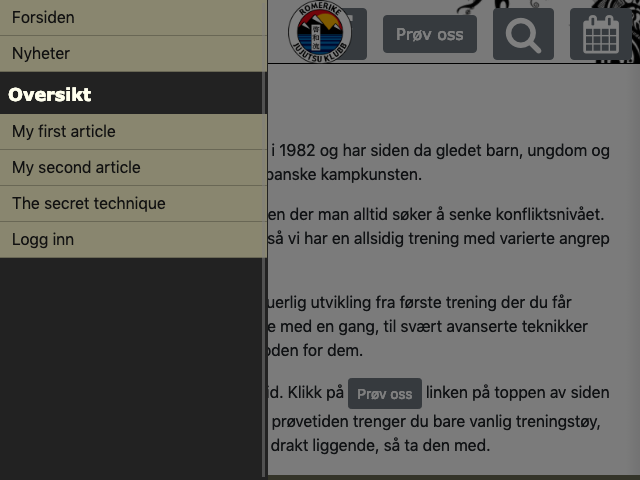 Forsiden
Nyheter
Oversikt
My first article
My second article
The secret technique
Logg inn
ROMERIKE
JUJUTSU KLUBB
Prøv oss
i 1982 og har siden da gledet barn, ungdom og
panske kampkunsten.
en der man alltid søker å senke konfliktsnivået.
så vi har en allsidig trening med varierte angrep
uerlig utvikling fra første trening der du får
e med en gang, til svært avanserte teknikker
oden for dem.
id. Klikk på Prøv oss linken på toppen av siden
prøvetiden trenger du bare vanlig treningstøy,
drakt liggende, så ta den med.